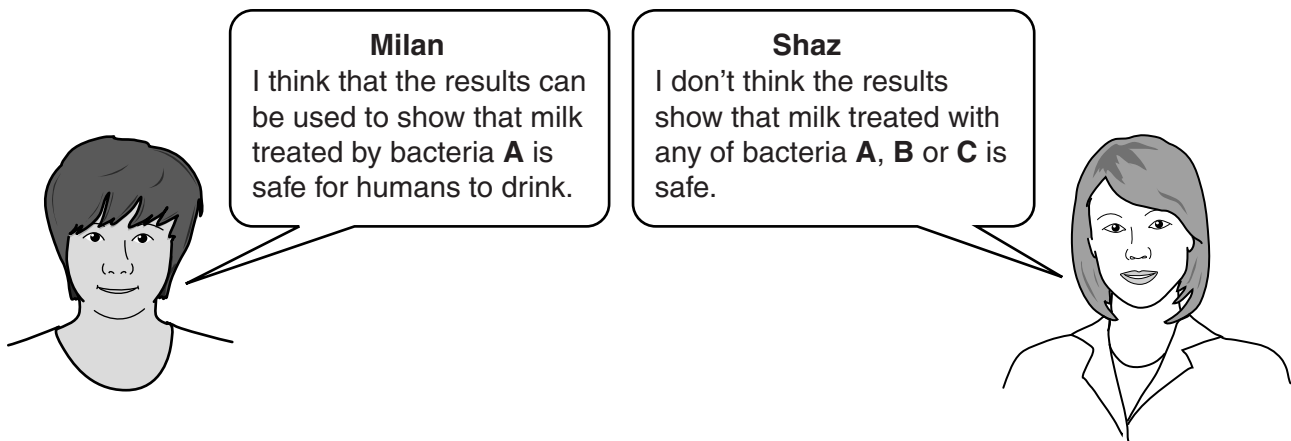 Milan
I think that the results can
be used to show that milk
treated by bacteria A is
safe for humans to drink.
Shaz
I don't think the results
show that milk treated with
any of bacteria A, B or C is
safe.